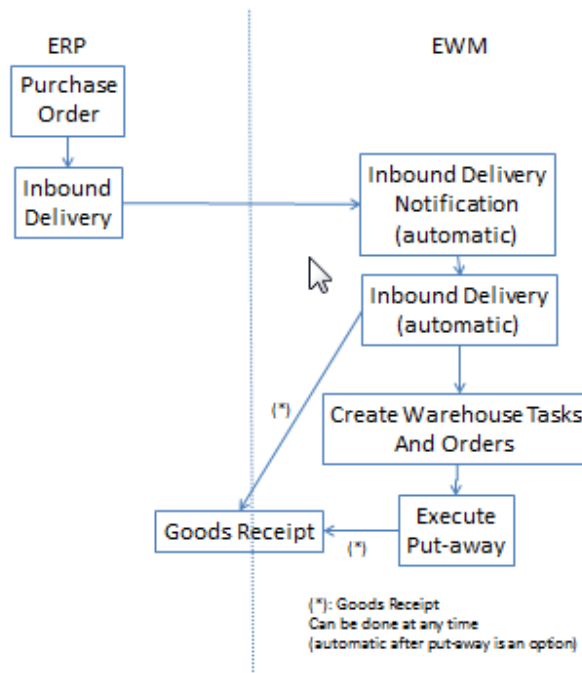 ERP
EWM
Purchase
Order
Inbound
Delivery
Inbound Delivery
Notification
(automatic)
Inbound Delivery
(automatic)
(*)
Create Warehouse Tasks
And Orders
Goods Receipt
(*)
Execute
Put-away
(*): Goods Receipt
Can be done at any time
(automatic after put-away is an option)